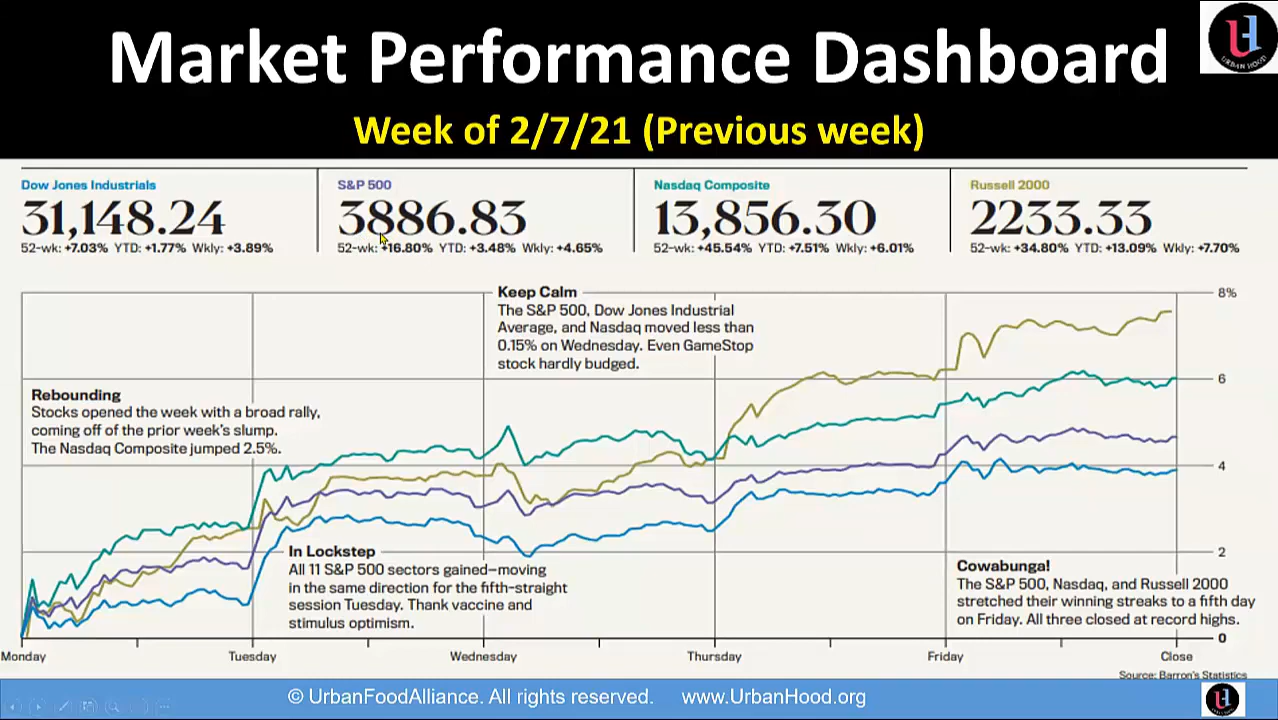 Market Performance Dashboard
URBAN HOOD
Week of 2/7/21 (Previous week)
Dow Jones Industrials
31,148.24
52-wk: +7.03% YTD: +1.77% Wkly: +3.89%
S&P 500
3886.83
52-wk: +16.80% YTD: +3.48% Wkly: +4.65%
Nasdaq Composite
13,856.30
52-wk: +45.54% YTD: +7.51% Wkly: +6.01%
Russell 2000
2233.33
52-wk: +34.80% YTD: +13.09% Wkly: +7.70%
Keep Calm
The S&P 500, Dow Jones Industrial
Average, and Nasdaq moved less than
0.15% on Wednesday. Even GameStop
stock hardly budged.
Rebounding
Stocks opened the week with a broad rally,
coming off of the prior week's slump.
The Nasdaq Composite jumped 2.5%.
In Lockstep
All 11 S&P 500 sectors gained—moving
in the same direction for the fifth-straight
session Tuesday. Thank vaccine and
stimulus optimism.
Cowabunga!
The S&P 500, Nasdaq, and Russell 2000
stretched their winning streaks to a fifth day
on Friday. All three closed at record highs.
8%
6
4
2
0
Monday Tuesday Wednesday Thursday Friday Close
Source: Barron's Statistics
© UrbanFoodAlliance. All rights reserved. www.UrbanHood.org